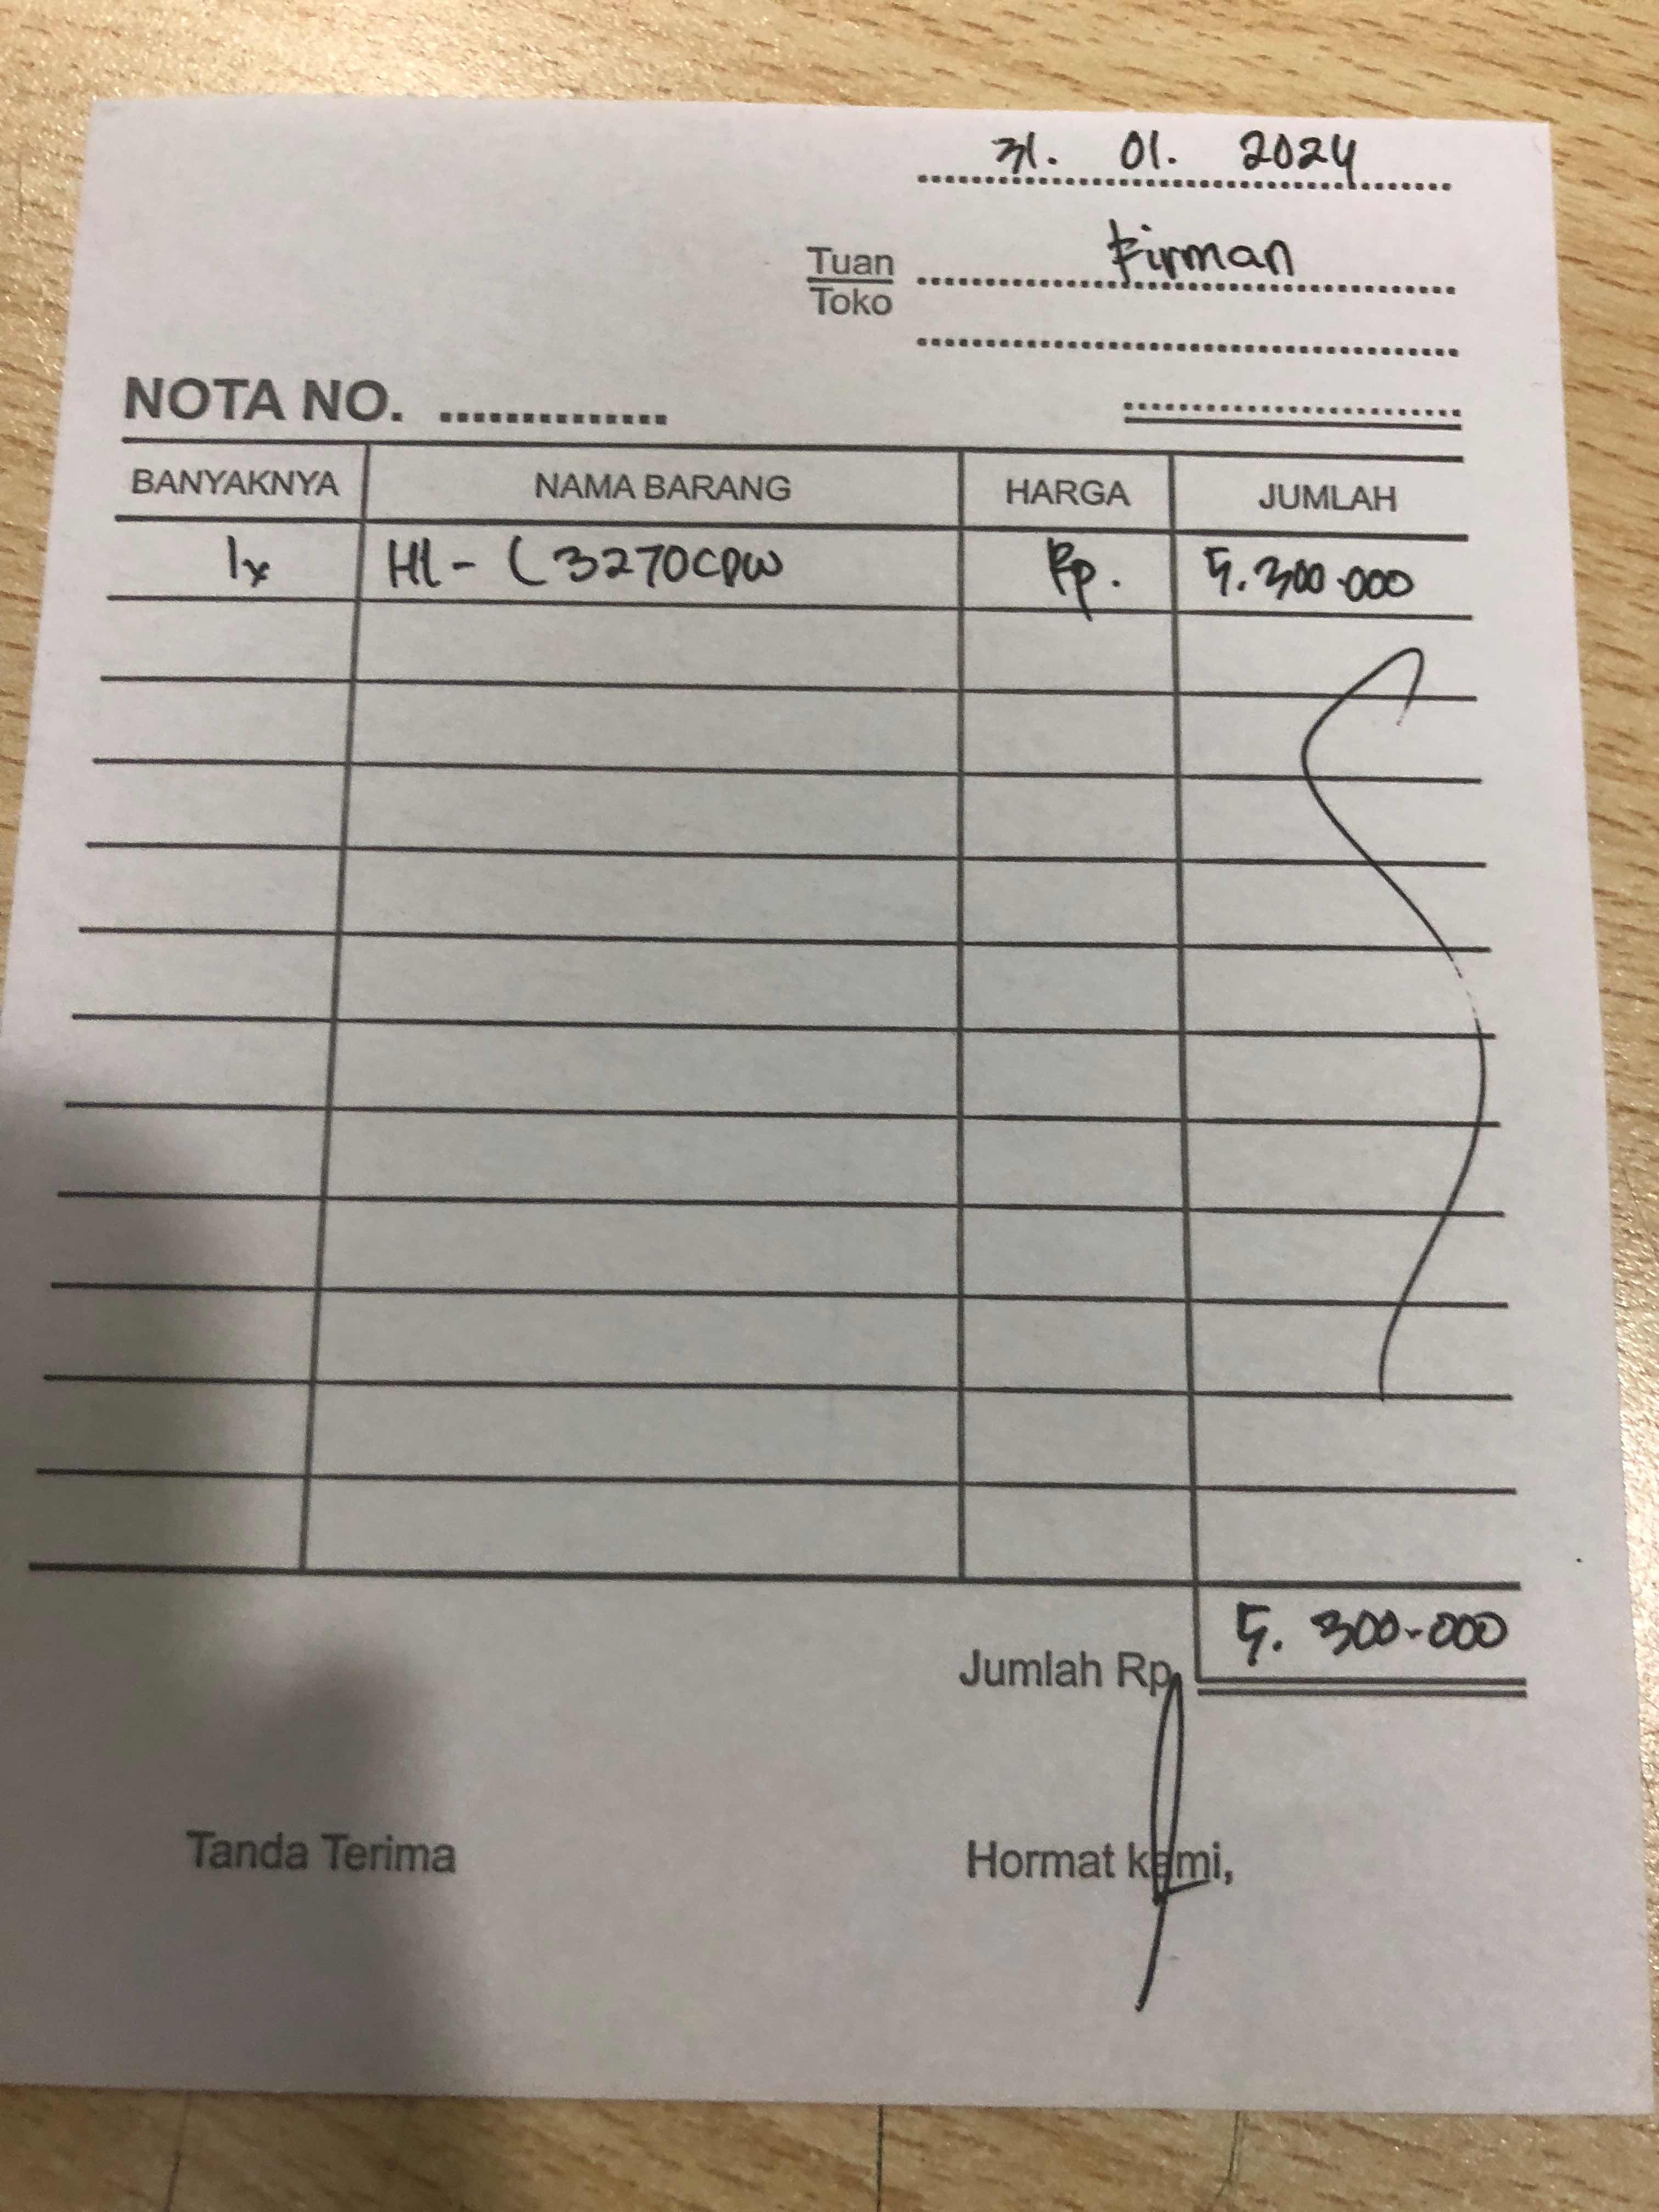 31. 01. 2024
Tuan Firman
Toko
NOTA NO.
BANYAKNYA NAMA BARANG HARGA JUMLAH
1x HL-L3270CDW Rp. 5.300.000
Jumlah Rp. 5.300.000
Tanda Terima Hormat kami,